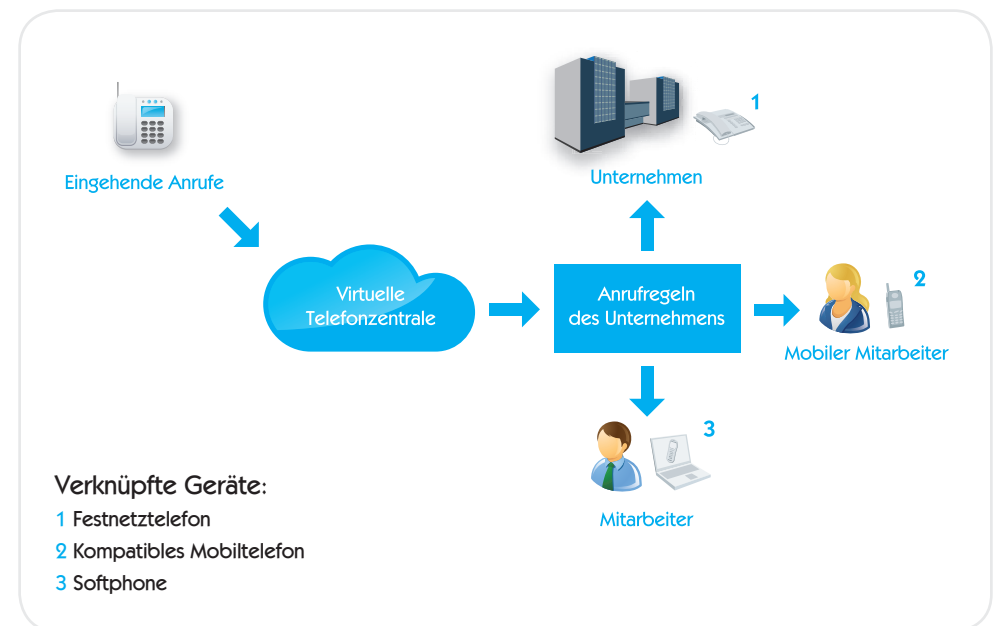 Eingehende Anrufe
Virtuelle
Telefonzentrale
Anrufregeln
des Unternehmens
1
Unternehmen
2
Mobiler Mitarbeiter
3
Mitarbeiter
Verknüpfte Geräte:
1 Festnetztelefon
2 Kompatibles Mobiltelefon
3 Softphone